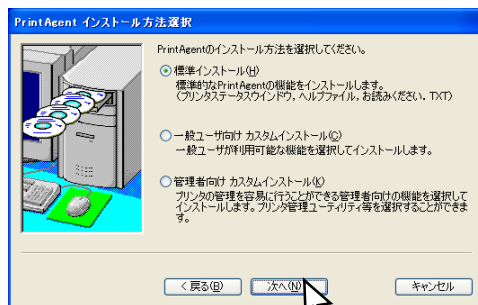 PrintAgent インストール方法選択
PrintAgentのインストール方法を選択してください。
標準インストール(H)
標準的なPrintAgentの機能をインストールします。
(プリンタステータスウィンドウ、ヘルプファイル、お読みください.TXT)
一般ユーザ向け カスタムインストール(C)
一般ユーザが利用可能な機能を選択してインストールします。
管理者向け カスタムインストール(K)
プリンタの管理を容易に行うことができる管理者向けの機能を選択して
インストールします。プリンタ管理ユーティリティ等を選択することができま
す。
< 戻る(B)
次へ(N)
キャンセル